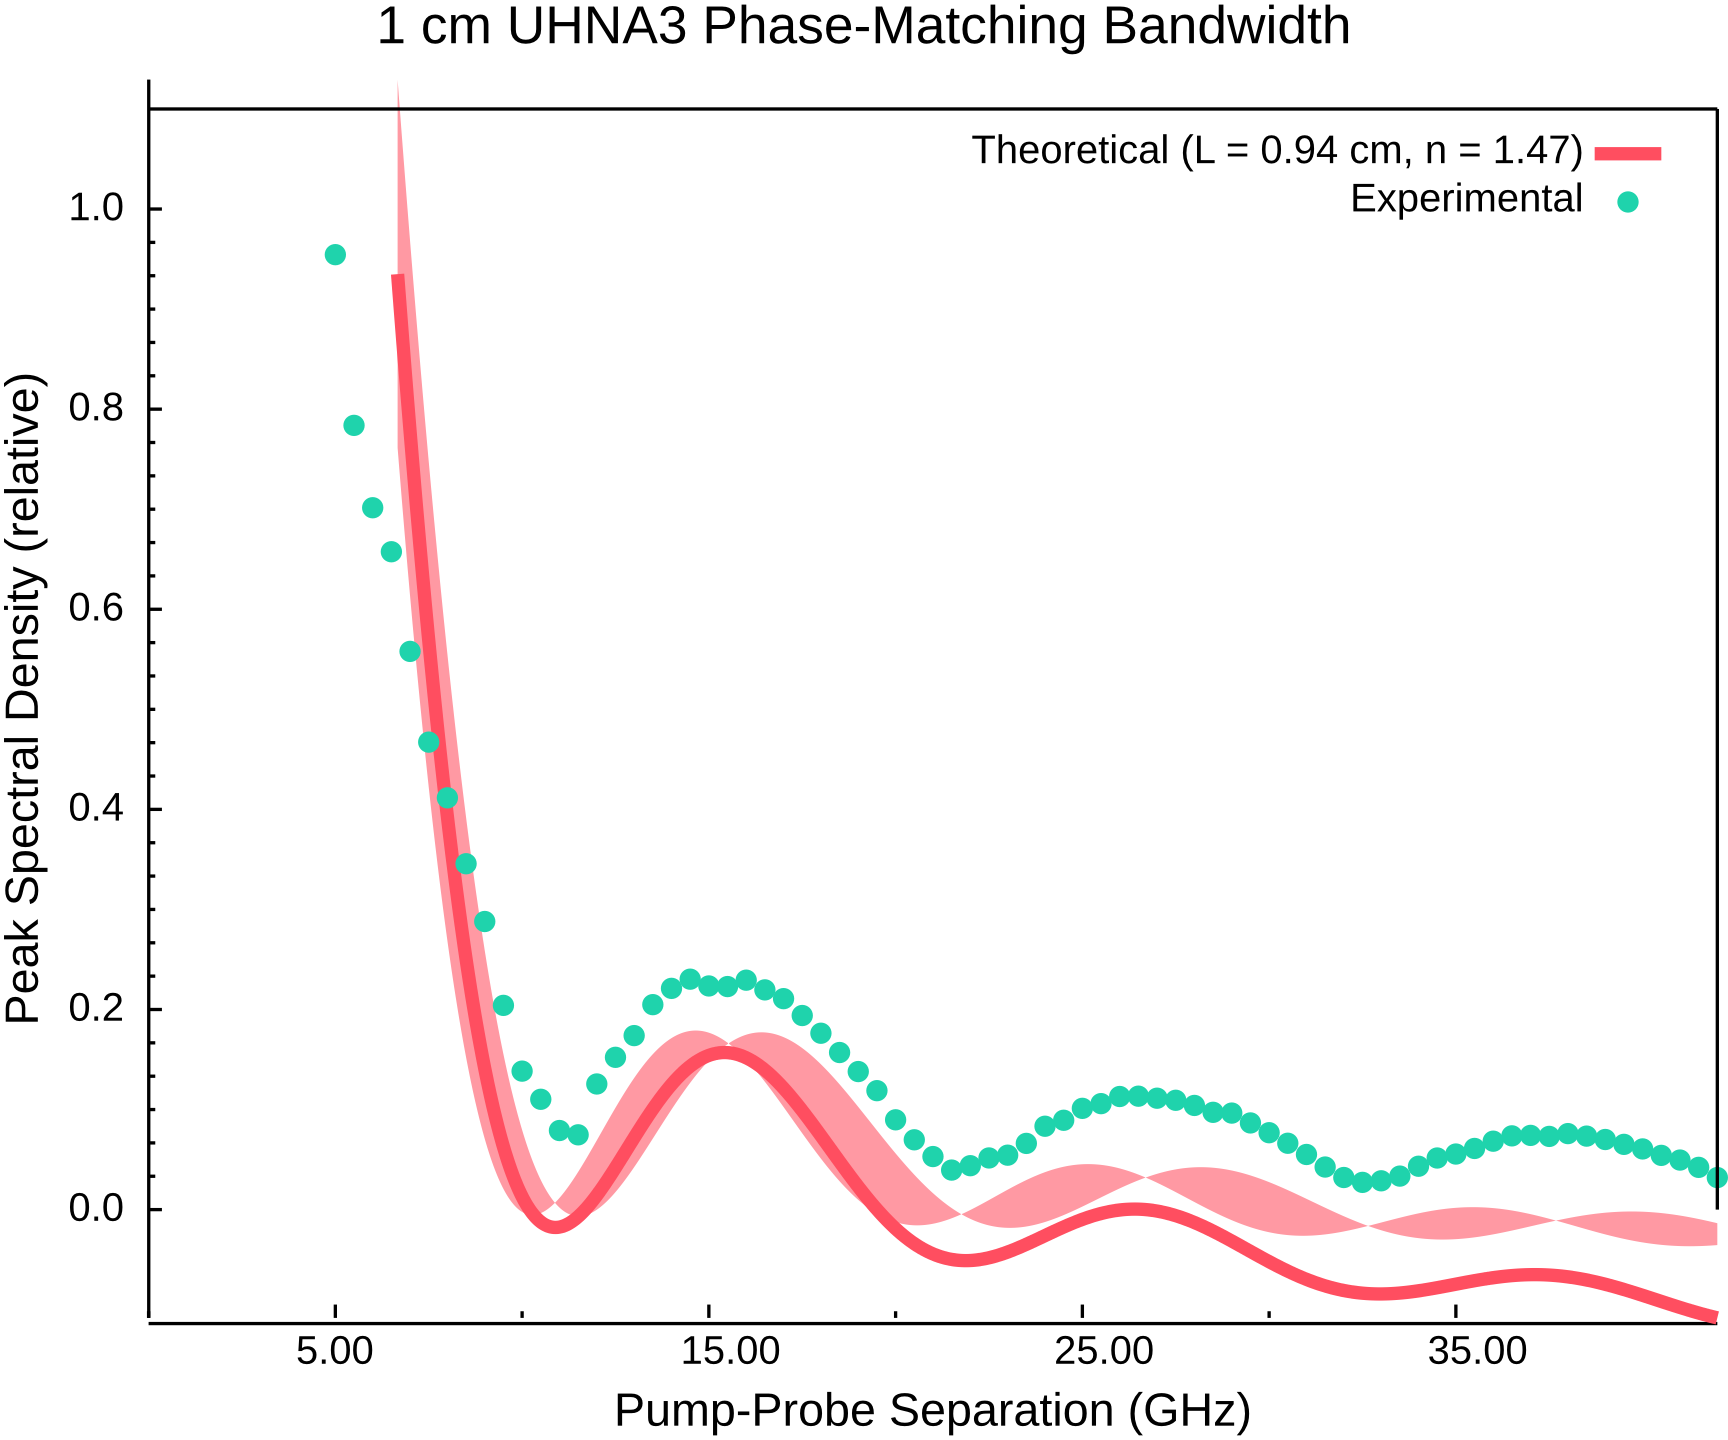 1 cm UHNA3 Phase-Matching Bandwidth
Theoretical (L = 0.94 cm, n = 1.47)
Experimental
Peak Spectral Density (relative)
1.0
0.8
0.6
0.4
0.2
0.0
5.00 15.00 25.00 35.00
Pump-Probe Separation (GHz)